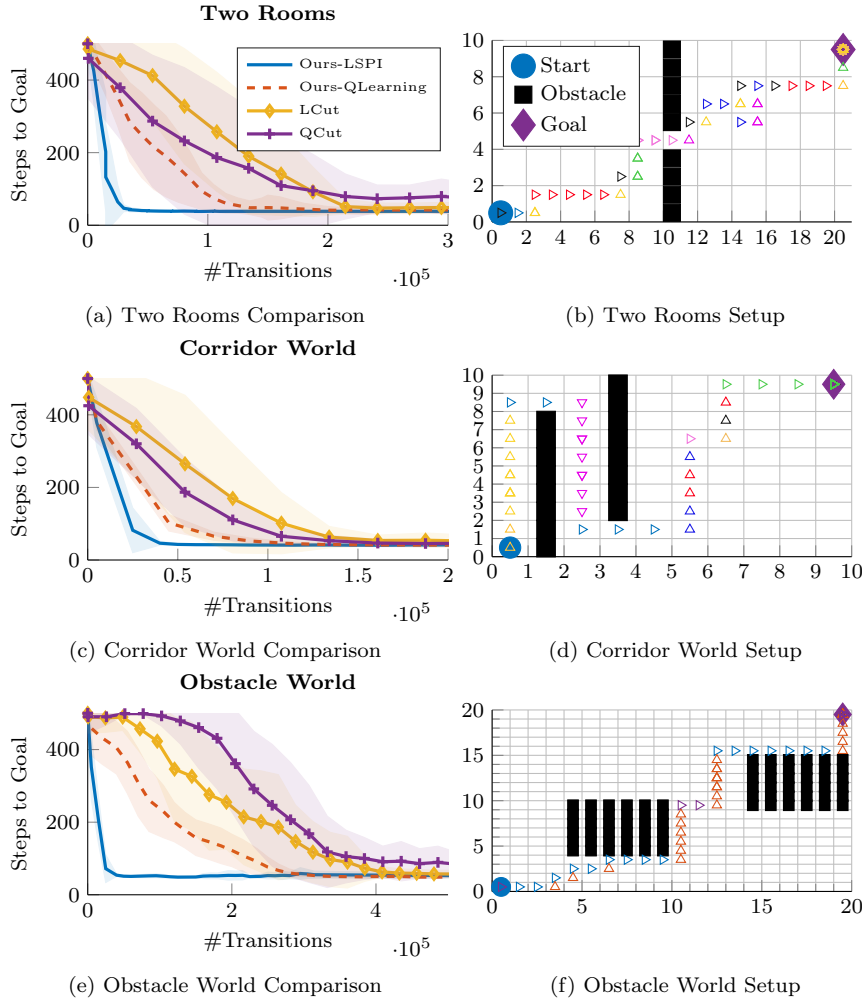 Two Rooms
Steps to Goal
400
200
0
Ours-LSPI
Ours-QLearning
LCut
QCut
0 1 2 3
#Transitions
·10⁵
(a) Two Rooms Comparison
10
8
6
4
2
0
Start
Obstacle
Goal
0 2 4 6 8 10 12 14 16 18 20
(b) Two Rooms Setup
Corridor World
Steps to Goal
400
200
0
0 0.5 1 1.5 2
#Transitions
·10⁵
(c) Corridor World Comparison
10
9
8
7
6
5
4
3
2
1
0
0 1 2 3 4 5 6 7 8 9 10
(d) Corridor World Setup
Obstacle World
Steps to Goal
400
200
0
0 2 4
#Transitions
·10⁵
(e) Obstacle World Comparison
20
15
10
5
0
0 5 10 15 20
(f) Obstacle World Setup